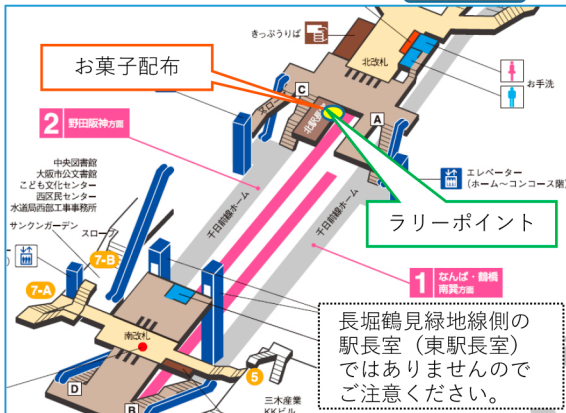 きっぷうりば
お菓子配布
北改札
お手洗
C
スロープ
A
2 野田阪神方面
エレベーター
(ホーム〜コンコース階)
中央図書館
大阪市公文書館
こども文化センター
西区民センター
水道局西部工事事務所
サンクンガーデン
スロープ
千日前線ホーム
千日前線ホーム
ラリーポイント
7-B
7-A
1 なんば・鶴橋
南巽方面
南改札
長堀鶴見緑地線側の
駅長室（東駅長室）
ではありませんので
ご注意ください。
5
D
B
三木産業
KKビル